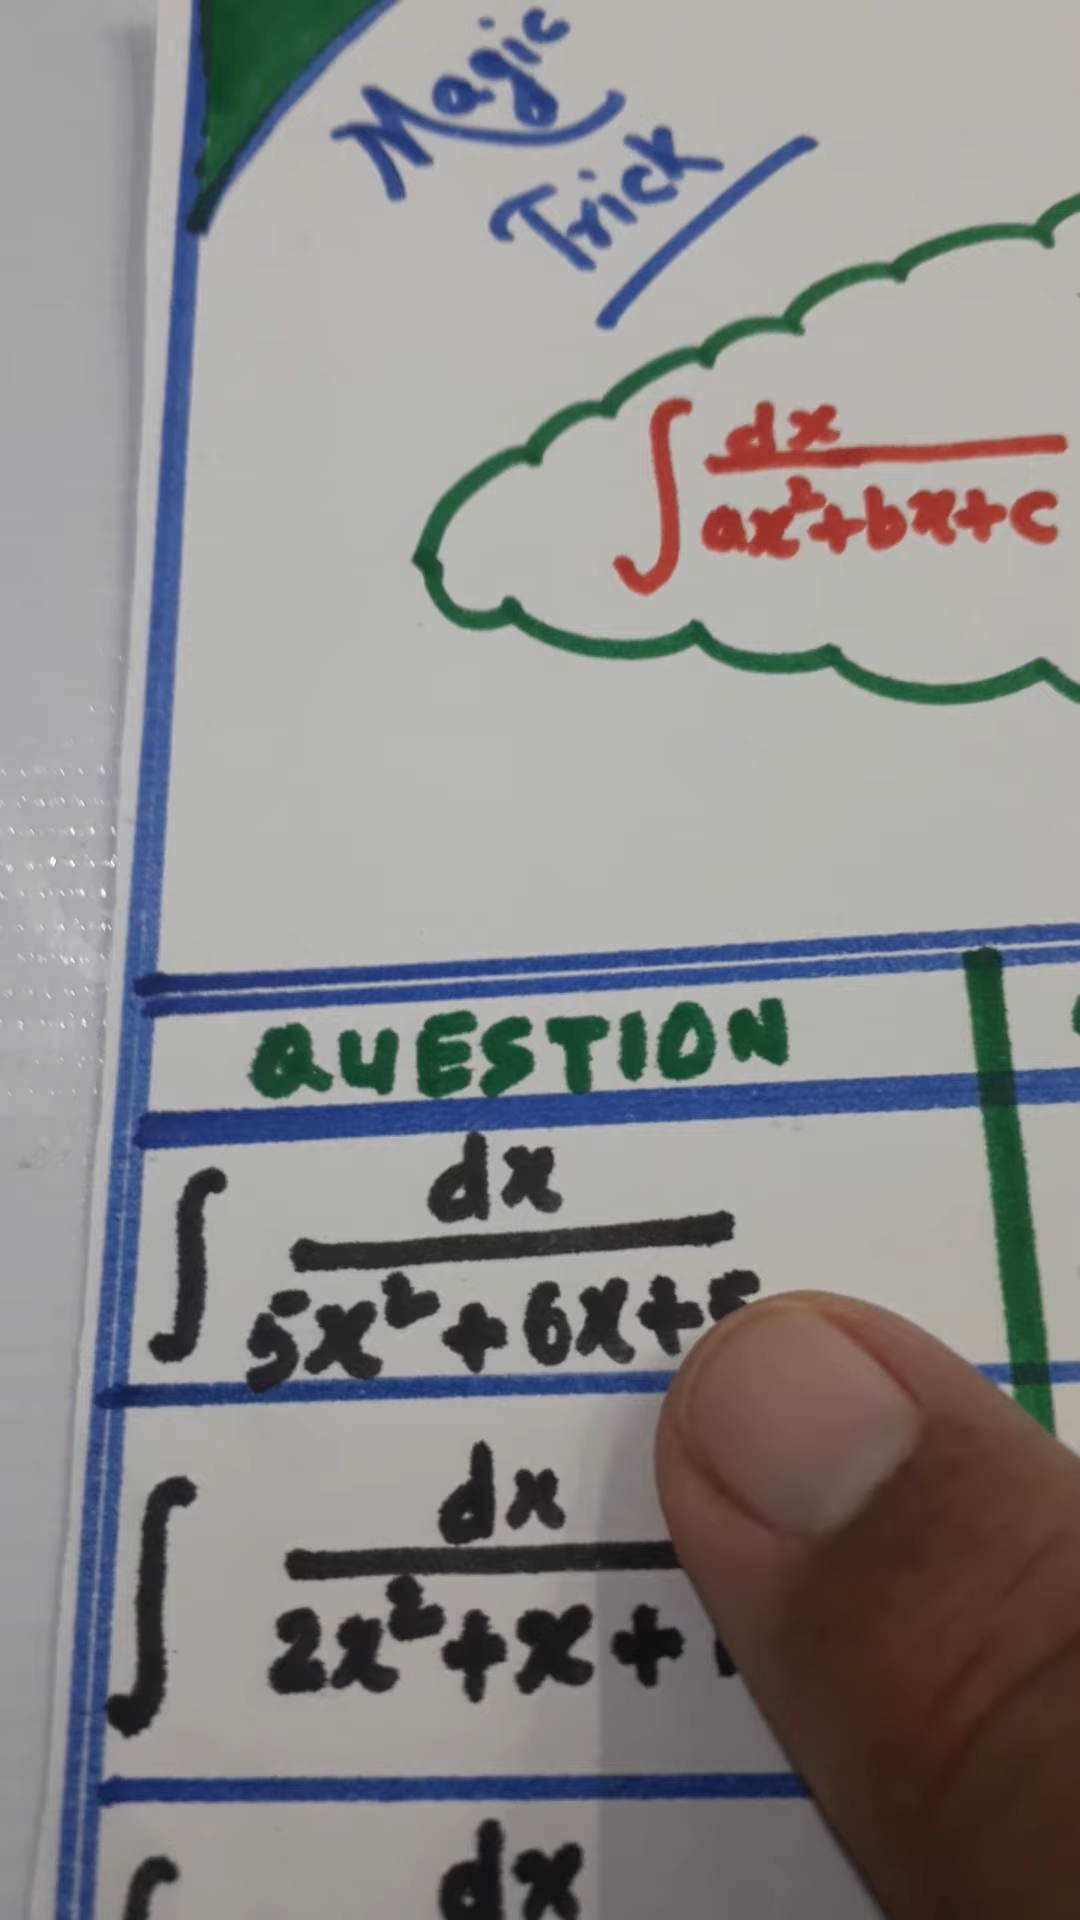 Magic
Trick
∫ dx
ax²+bx+c
QUESTION
∫ dx
5x²+6x+5
∫ dx
2x²+x+
∫ dx